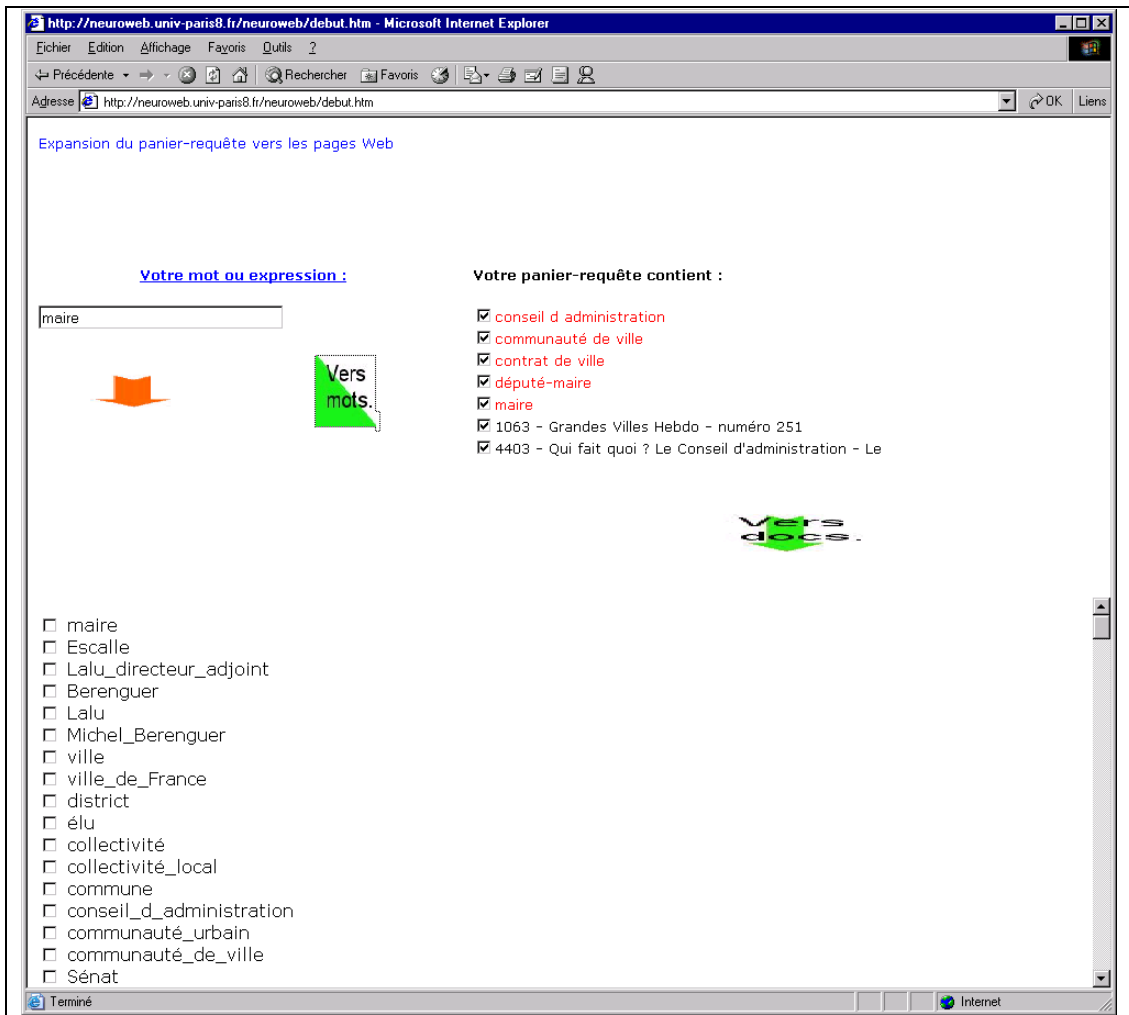 http://neuroweb.univ-paris8.fr/neuroweb/debut.htm - Microsoft Internet Explorer
Fichier Edition Affichage Favoris Outils ?
Précédente Rechercher Favoris
Adresse http://neuroweb.univ-paris8.fr/neuroweb/debut.htm OK Liens
Expansion du panier-requête vers les pages Web
Votre mot ou expression : Votre panier-requête contient :
maire
conseil d administration
communauté de ville
contrat de ville
député-maire
maire
1063 - Grandes Villes Hebdo - numéro 251
4403 - Qui fait quoi ? Le Conseil d'administration - Le
Vers
mots.
Vers
docs.
maire
Escalle
Lalu_directeur_adjoint
Berenguer
Lalu
Michel_Berenguer
ville
ville_de_France
district
élu
collectivité
collectivité_local
commune
conseil_d_administration
communauté_urbain
communauté_de_ville
Sénat
Terminé Internet